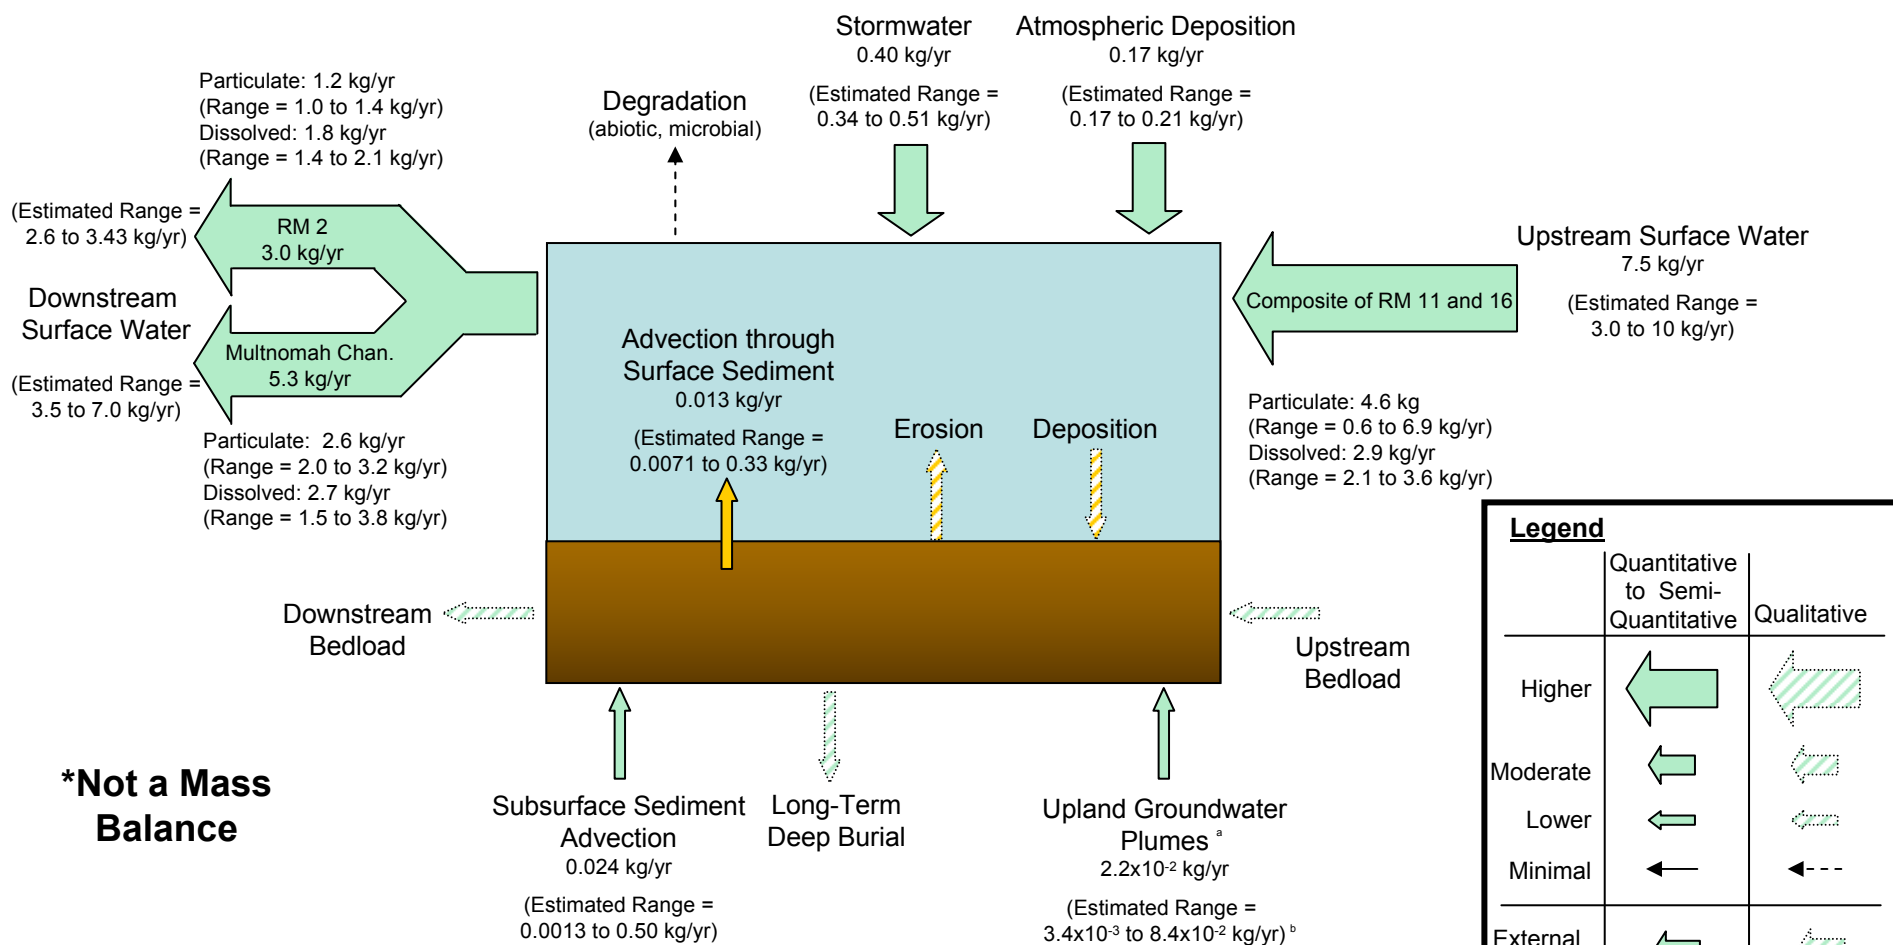 Stormwater
0.40 kg/yr
(Estimated Range =
0.34 to 0.51 kg/yr)
Atmospheric Deposition
0.17 kg/yr
(Estimated Range =
0.17 to 0.21 kg/yr)
Particulate: 1.2 kg/yr
(Range = 1.0 to 1.4 kg/yr)
Dissolved: 1.8 kg/yr
(Range = 1.4 to 2.1 kg/yr)
Degradation
(abiotic, microbial)
(Estimated Range =
2.6 to 3.43 kg/yr)
RM 2
3.0 kg/yr
Downstream
Surface Water
Multnomah Chan.
5.3 kg/yr
(Estimated Range =
3.5 to 7.0 kg/yr)
Particulate:  2.6 kg/yr
(Range = 2.0 to 3.2 kg/yr)
Dissolved: 2.7 kg/yr
(Range = 1.5 to 3.8 kg/yr)
Upstream Surface Water
7.5 kg/yr
(Estimated Range =
3.0 to 10 kg/yr)
Composite of RM 11 and 16
Particulate: 4.6 kg
(Range = 0.6 to 6.9 kg/yr)
Dissolved: 2.9 kg/yr
(Range = 2.1 to 3.6 kg/yr)
Advection through
Surface Sediment
0.013 kg/yr
(Estimated Range =
0.0071 to 0.33 kg/yr)
Erosion
Deposition
Downstream
Bedload
Upstream
Bedload
*Not a Mass
Balance
Subsurface Sediment
Advection
0.024 kg/yr
(Estimated Range =
0.0013 to 0.50 kg/yr)
Long-Term
Deep Burial
Upland Groundwater
Plumes ᵃ
2.2x10⁻² kg/yr
(Estimated Range =
3.4x10⁻³ to 8.4x10⁻² kg/yr) ᵇ
Legend
Quantitative
to Semi-
Quantitative
Qualitative
Higher
Moderate
Lower
Minimal
External